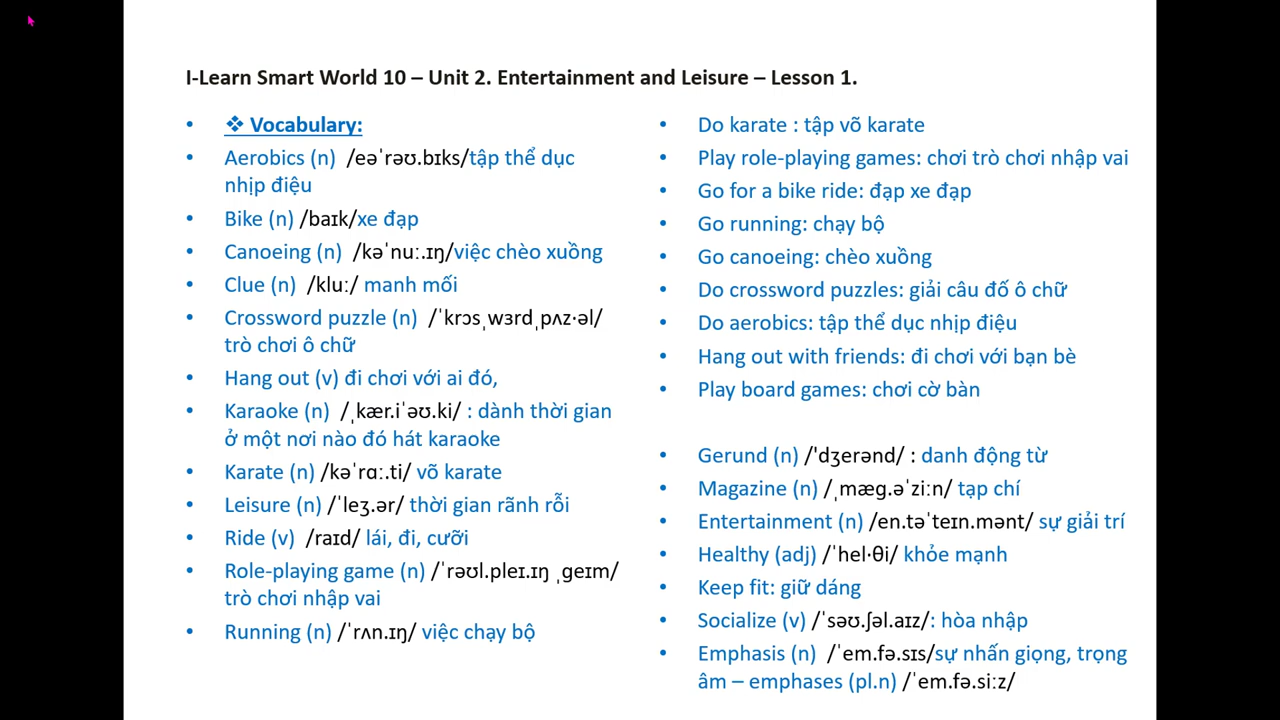 I-Learn Smart World 10 – Unit 2. Entertainment and Leisure – Lesson 1.
• ❖ Vocabulary:
• Aerobics (n) /eəˈrəʊ.bɪks/tập thể dục
nhịp điệu
• Bike (n) /baɪk/xe đạp
• Canoeing (n) /kəˈnuː.ɪŋ/việc chèo xuồng
• Clue (n) /kluː/ manh mối
• Crossword puzzle (n) /ˈkrɔsˌwɜrdˌpʌz·əl/
trò chơi ô chữ
• Hang out (v) đi chơi với ai đó,
• Karaoke (n) /ˌkær.iˈəʊ.ki/ : dành thời gian
ở một nơi nào đó hát karaoke
• Karate (n) /kəˈrɑː.ti/ võ karate
• Leisure (n) /ˈleʒ.ər/ thời gian rãnh rỗi
• Ride (v) /raɪd/ lái, đi, cưỡi
• Role-playing game (n) /ˈrəʊl.pleɪ.ɪŋ ˌɡeɪm/
trò chơi nhập vai
• Running (n) /ˈrʌn.ɪŋ/ việc chạy bộ
• Do karate : tập võ karate
• Play role-playing games: chơi trò chơi nhập vai
• Go for a bike ride: đạp xe đạp
• Go running: chạy bộ
• Go canoeing: chèo xuồng
• Do crossword puzzles: giải câu đố ô chữ
• Do aerobics: tập thể dục nhịp điệu
• Hang out with friends: đi chơi với bạn bè
• Play board games: chơi cờ bàn
• Gerund (n) /'dʒerənd/ : danh động từ
• Magazine (n) /ˌmæɡ.əˈziːn/ tạp chí
• Entertainment (n) /en.təˈteɪn.mənt/ sự giải trí
• Healthy (adj) /ˈhel·θi/ khỏe mạnh
• Keep fit: giữ dáng
• Socialize (v) /ˈsəʊ.ʃəl.aɪz/: hòa nhập
• Emphasis (n) /ˈem.fə.sɪs/sự nhấn giọng, trọng
âm – emphases (pl.n) /ˈem.fə.siːz/